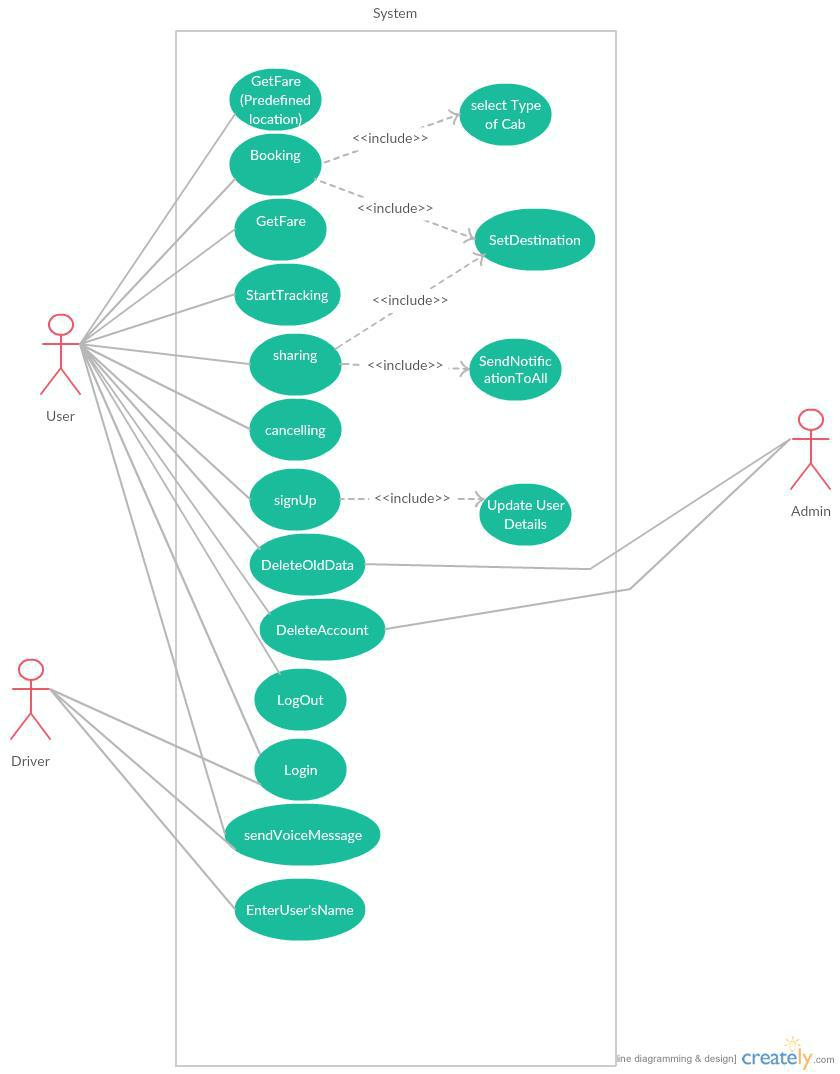 System
GetFare
(Predefined
location)
select Type
of Cab
<<include>>
Booking
<<include>>
GetFare
SetDestination
StartTracking
<<include>>
sharing
<<include>>
SendNotific
ationToAll
User
cancelling
signUp
<<include>>
Update User
Details
Admin
DeleteOldData
DeleteAccount
LogOut
Driver
Login
sendVoiceMessage
EnterUser'sName
ine diagramming & design] creately.com